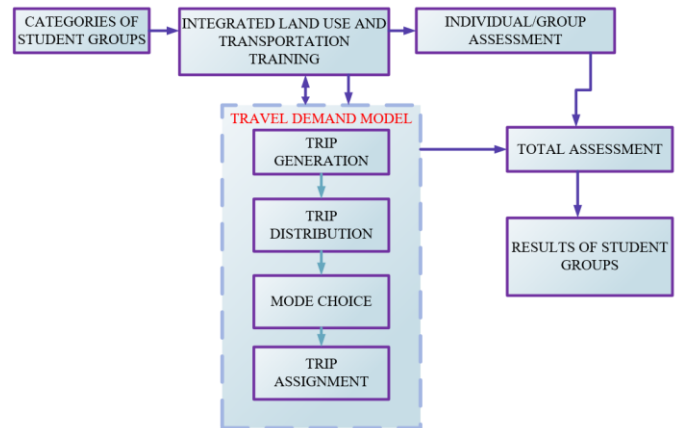 CATEGORIES OF
STUDENT GROUPS
INTEGRATED LAND USE AND
TRANSPORTATION
TRAINING
INDIVIDUAL/GROUP
ASSESSMENT
TRAVEL DEMAND MODEL
TRIP
GENERATION
TRIP
DISTRIBUTION
MODE CHOICE
TRIP
ASSIGNMENT
TOTAL ASSESSMENT
RESULTS OF STUDENT
GROUPS